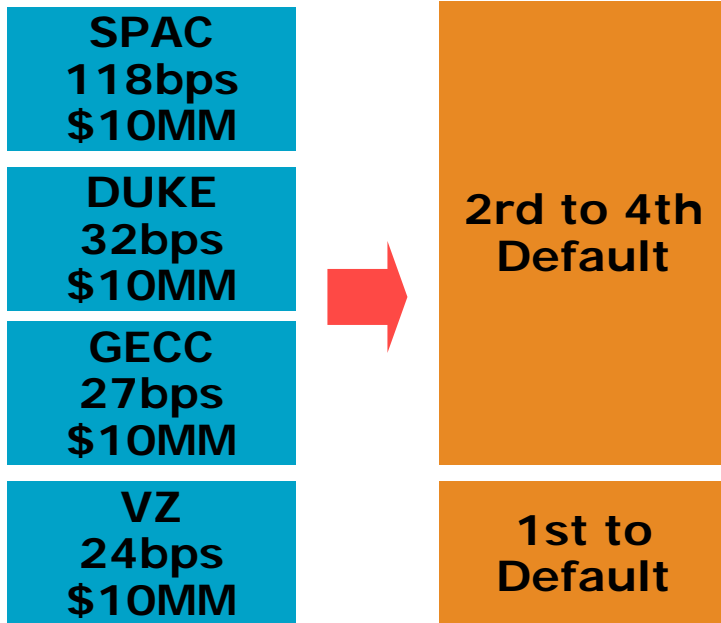 SPAC
118bps
$10MM
DUKE
32bps
$10MM
GECC
27bps
$10MM
VZ
24bps
$10MM
2rd to 4th
Default
1st to
Default